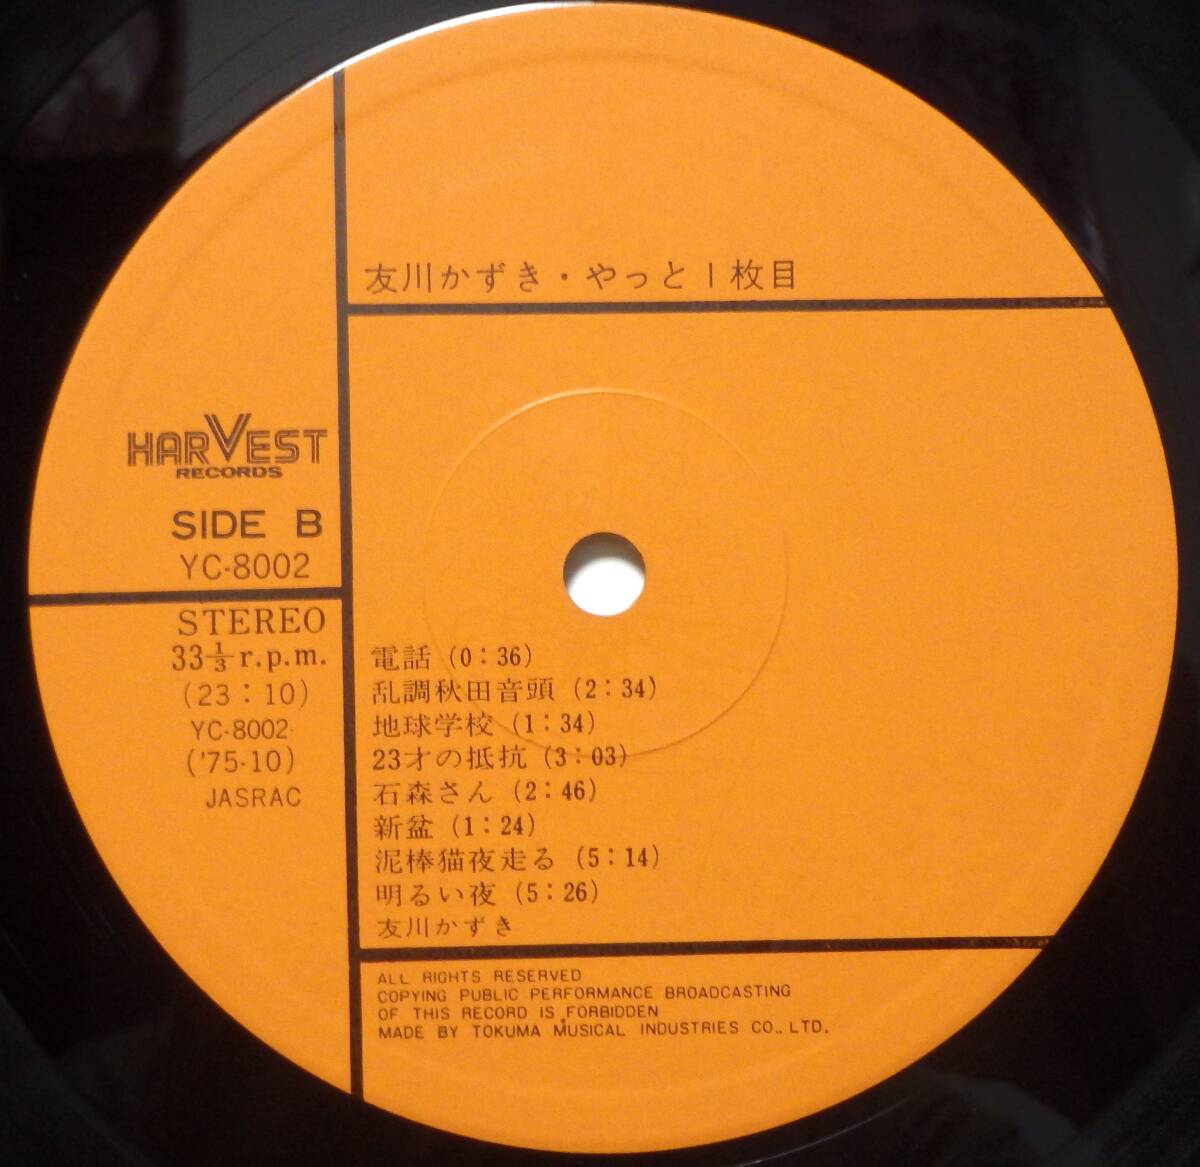 友川かずき・やっと1枚目
HARVEST
RECORDS
SIDE B
YC-8002
STEREO
33 1/3 r.p.m.
(23:10)
YC-8002
('75·10)
JASRAC
電話 (0:36)
乱調秋田音頭 (2:34)
地球学校 (1:34)
23才の抵抗 (3:03)
石森さん (2:46)
新盆 (1:24)
泥棒猫夜走る (5:14)
明るい夜 (5:26)
友川かずき
ALL RIGHTS RESERVED
COPYING PUBLIC PERFORMANCE BROADCASTING
OF THIS RECORD IS FORBIDDEN
MADE BY TOKUMA MUSICAL INDUSTRIES CO., LTD.